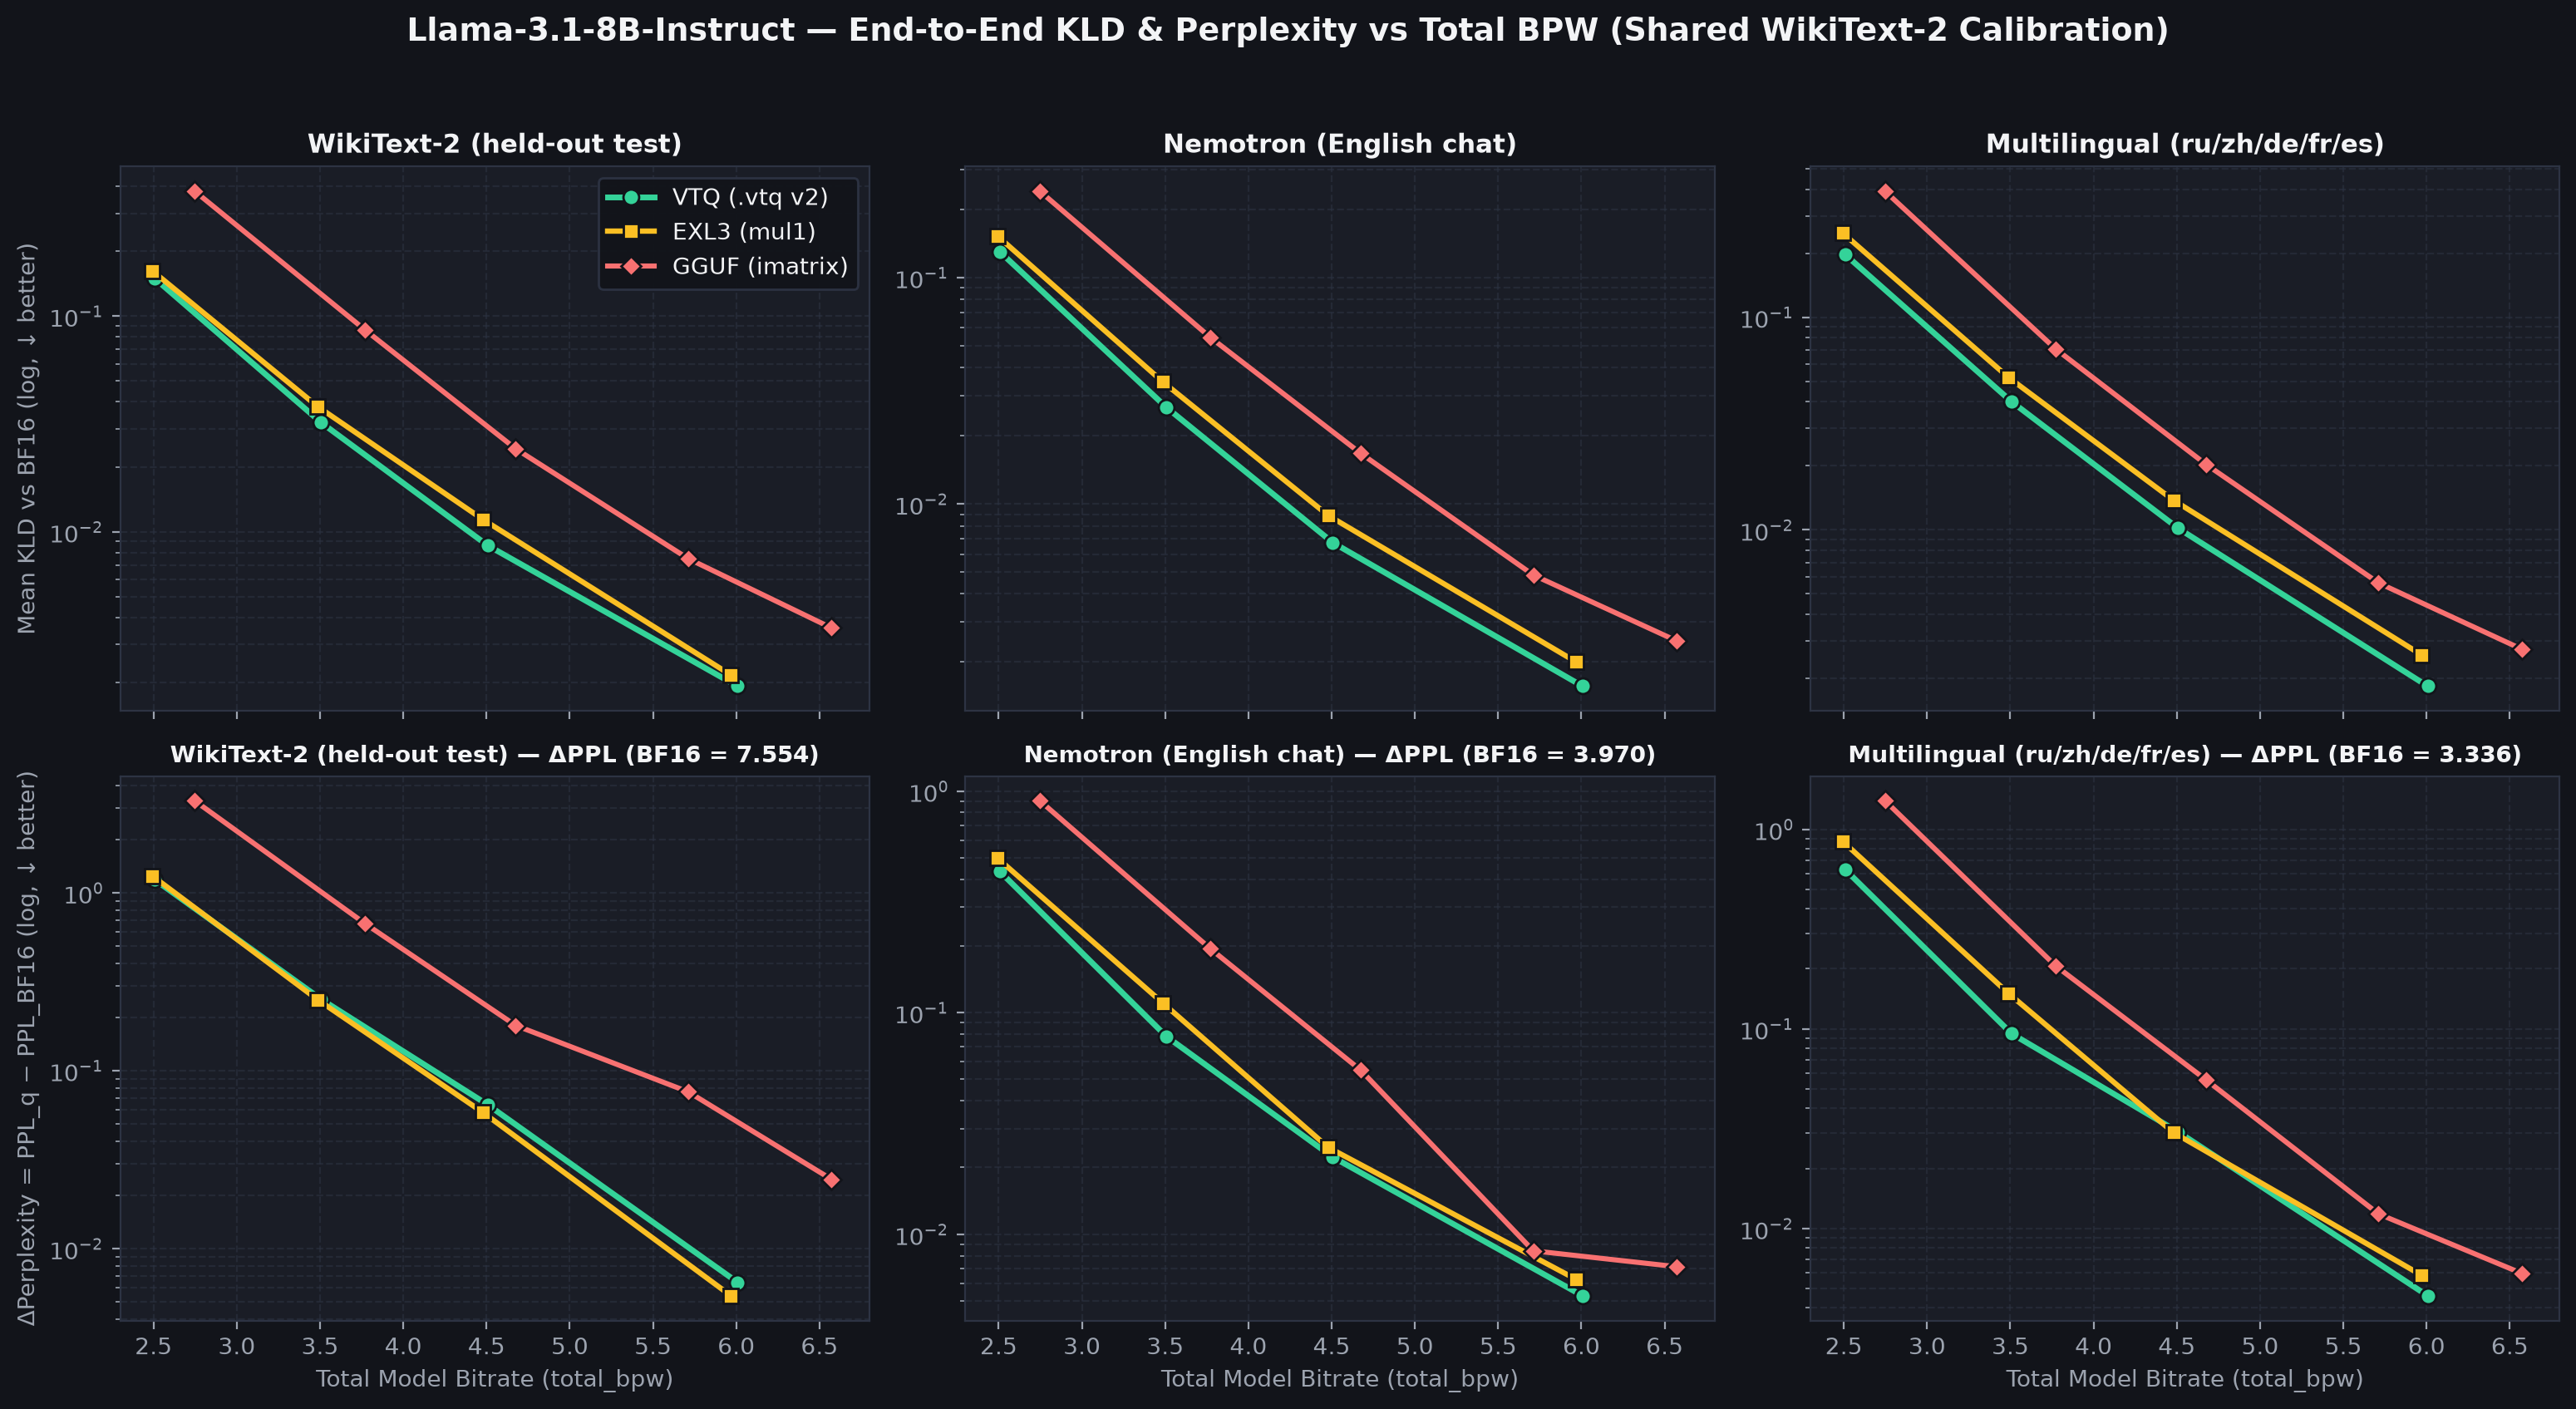 Llama-3.1-8B-Instruct — End-to-End KLD & Perplexity vs Total BPW (Shared WikiText-2 Calibration)
WikiText-2 (held-out test)
Mean KLD vs BF16 (log, ↓ better)
10⁻¹
10⁻²
VTQ (.vtq v2)
EXL3 (mul1)
GGUF (imatrix)
Nemotron (English chat)
10⁻¹
10⁻²
Multilingual (ru/zh/de/fr/es)
10⁻¹
10⁻²
WikiText-2 (held-out test) — ΔPPL (BF16 = 7.554)
ΔPerplexity = PPL_q − PPL_BF16 (log, ↓ better)
10⁰
10⁻¹
10⁻²
2.5 3.0 3.5 4.0 4.5 5.0 5.5 6.0 6.5
Total Model Bitrate (total_bpw)
Nemotron (English chat) — ΔPPL (BF16 = 3.970)
10⁰
10⁻¹
10⁻²
2.5 3.0 3.5 4.0 4.5 5.0 5.5 6.0 6.5
Total Model Bitrate (total_bpw)
Multilingual (ru/zh/de/fr/es) — ΔPPL (BF16 = 3.336)
10⁰
10⁻¹
10⁻²
2.5 3.0 3.5 4.0 4.5 5.0 5.5 6.0 6.5
Total Model Bitrate (total_bpw)